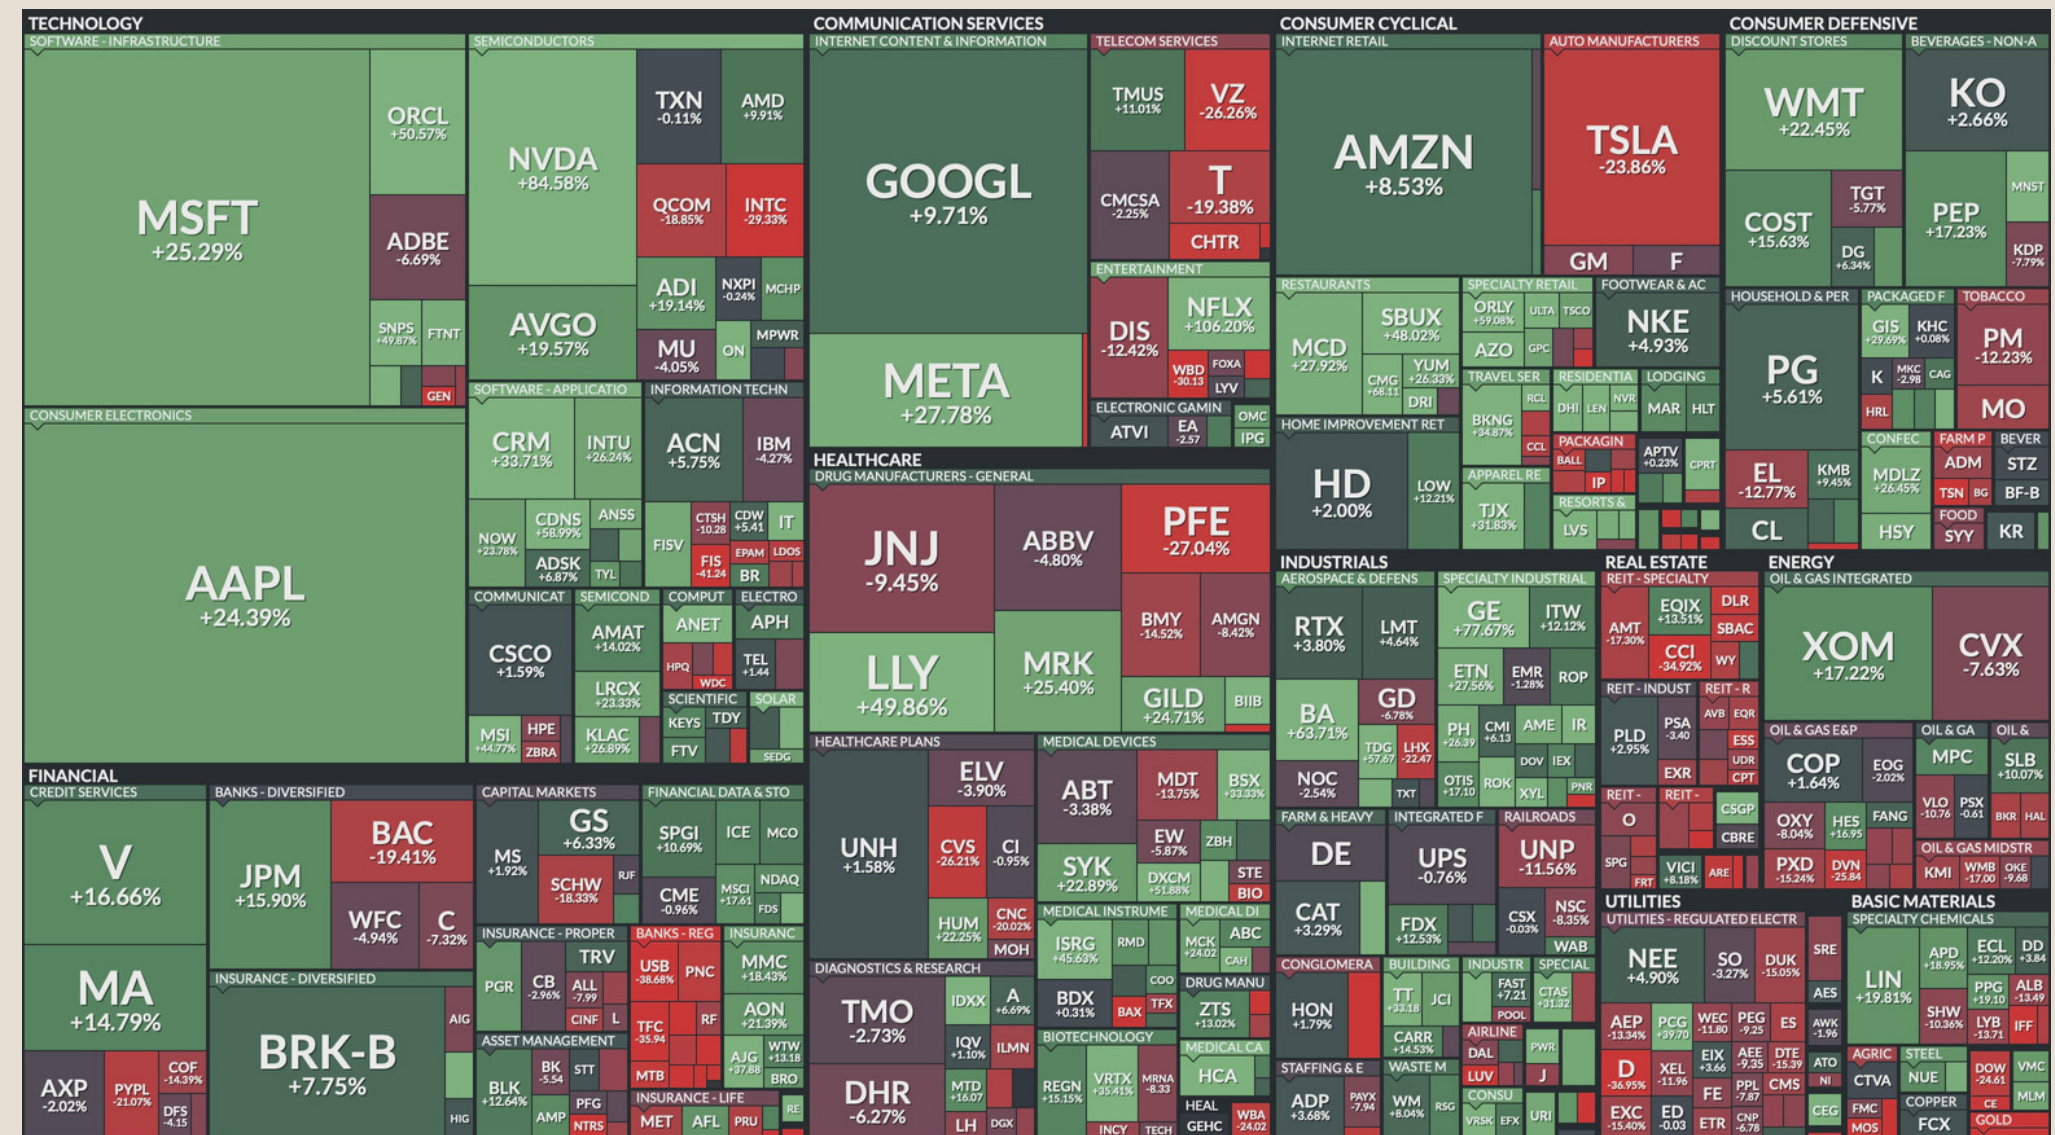 TECHNOLOGY
SOFTWARE - INFRASTRUCTURE
MSFT
+25.29%
ORCL
+50.57%
ADBE
-6.69%
SNPS
+49.87%
FTNT
GEN
CONSUMER ELECTRONICS
AAPL
+24.39%
SEMICONDUCTORS
NVDA
+84.58%
AVGO
+19.57%
TXN
-0.11%
AMD
+9.91%
QCOM
-18.85%
INTC
-29.33%
ADI
+19.14%
NXPI
-0.24%
MCHP
MU
-4.05%
ON
MPWR
SOFTWARE - APPLICATIO
CRM
+33.71%
INTU
+26.24%
NOW
+23.78%
CDNS
+58.99%
ANSS
ADSK
+6.87%
TYL
INFORMATION TECHN
ACN
+5.75%
IBM
-4.27%
FISV
CTSH
-10.28
CDW
+5.41
IT
FIS
-41.24
EPAM
LDOS
BR
COMMUNICAT
CSCO
+1.59%
MSI
+44.77%
HPE
ZBRA
SEMICOND
AMAT
+14.02%
LRCX
+23.33%
KLAC
+26.89%
COMPUT
ANET
HPQ
WDC
ELECTRO
APH
TEL
+1.44
SCIENTIFIC
KEYS
TDY
FTV
SOLAR
SEDG
COMMUNICATION SERVICES
INTERNET CONTENT & INFORMATION
GOOGL
+9.71%
META
+27.78%
TELECOM SERVICES
TMUS
+11.01%
VZ
-26.26%
CMCSA
-2.25%
T
-19.38%
CHTR
ENTERTAINMENT
DIS
-12.42%
NFLX
+106.20%
WBD
-30.13
FOXA
LYV
ELECTRONIC GAMIN
ATVI
EA
-2.57
OMC
IPG
CONSUMER CYCLICAL
INTERNET RETAIL
AMZN
+8.53%
AUTO MANUFACTURERS
TSLA
-23.86%
GM
F
RESTAURANTS
MCD
+27.92%
SBUX
+48.02%
CMG
+68.11
YUM
+26.33%
DRI
SPECIALTY RETAIL
ORLY
+59.08%
ULTA
TSCO
AZO
GPC
FOOTWEAR & AC
NKE
+4.93%
HOME IMPROVEMENT RET
HD
+2.00%
LOW
+12.21%
TRAVEL SER
BKNG
+34.87%
RCL
CCL
RESIDENTIA
DHI
LEN
NVR
LODGING
MAR
HLT
PACKAGIN
BALL
IP
APTV
+0.23%
CPRT
APPAREL RE
TJX
+31.83%
RESORTS &
LVS
CONSUMER DEFENSIVE
DISCOUNT STORES
WMT
+22.45%
COST
+15.63%
TGT
-5.77%
DG
+6.34%
BEVERAGES - NON-A
KO
+2.66%
PEP
+17.23%
MNST
KDP
-7.79%
HOUSEHOLD & PER
PG
+5.61%
EL
-12.77%
KMB
+9.45%
CL
PACKAGED F
GIS
+29.69%
KHC
+0.08%
K
MKC
-2.98
CAG
HRL
TOBACCO
PM
-12.23%
MO
CONFEC
MDLZ
+26.45%
HSY
FARM P
ADM
TSN
BG
BEVER
STZ
BF-B
FOOD
SYY
KR
HEALTHCARE
DRUG MANUFACTURERS - GENERAL
JNJ
-9.45%
ABBV
-4.80%
PFE
-27.04%
LLY
+49.86%
MRK
+25.40%
BMY
-14.52%
AMGN
-8.42%
GILD
+24.71%
BIIB
HEALTHCARE PLANS
UNH
+1.58%
ELV
-3.90%
CVS
-26.21%
CI
-0.95%
HUM
+22.25%
CNC
-20.02%
MOH
MEDICAL DEVICES
ABT
-3.38%
MDT
-13.75%
BSX
+33.33%
SYK
+22.89%
EW
-5.87%
ZBH
DXCM
+51.88%
STE
BIO
DIAGNOSTICS & RESEARCH
TMO
-2.73%
DHR
-6.27%
IDXX
A
+6.69%
IQV
+1.10%
ILMN
MTD
+16.07
LH
DGX
MEDICAL INSTRUME
ISRG
+45.63%
RMD
COO
BDX
+0.31%
BAX
TFX
MEDICAL DI
MCK
+24.02
ABC
CAH
DRUG MANU
ZTS
+13.02%
BIOTECHNOLOGY
REGN
+15.15%
VRTX
+35.41%
MRNA
-8.33
INCY
TECH
MEDICAL CA
HCA
HEAL
GEHC
WBA
-24.02
FINANCIAL
CREDIT SERVICES
V
+16.66%
MA
+14.79%
AXP
-2.02%
PYPL
-21.07%
COF
-14.39%
DFS
-4.15
BANKS - DIVERSIFIED
JPM
+15.90%
BAC
-19.41%
WFC
-4.94%
C
-7.32%
INSURANCE - DIVERSIFIED
BRK-B
+7.75%
AIG
HIG
CAPITAL MARKETS
MS
+1.92%
GS
+6.33%
SCHW
-18.33%
RJF
FINANCIAL DATA & STO
SPGI
+10.69%
ICE
MCO
CME
-0.96%
MSCI
+17.61
NDAQ
FDS
INSURANCE - PROPER
PGR
CB
-2.96%
TRV
ALL
-7.99
CINF
L
BANKS - REG
USB
-38.68%
PNC
TFC
-35.94
RF
MTB
INSURANC
MMC
+18.43%
AON
+21.39%
AJG
+37.88
WTW
+13.18
BRO
ASSET MANAGEMENT
BLK
+12.64%
BK
-5.54
STT
AMP
PFG
NTRS
INSURANCE - LIFE
MET
AFL
PRU
RE
INDUSTRIALS
AEROSPACE & DEFENS
RTX
+3.80%
LMT
+4.64%
BA
+63.71%
GD
-6.78%
TDG
+57.67
LHX
-22.47
NOC
-2.54%
TXT
SPECIALTY INDUSTRIAL
GE
+77.67%
ITW
+12.12%
ETN
+27.56%
EMR
-1.28%
ROP
PH
+26.39
CMI
+6.13
AME
IR
DOV
IEX
OTIS
+17.10
ROK
XYL
PNR
FARM & HEAVY
DE
CAT
+3.29%
INTEGRATED F
UPS
-0.76%
FDX
+12.53%
RAILROADS
UNP
-11.56%
CSX
-0.03%
NSC
-8.35%
WAB
CONGLOMERA
HON
+1.79%
BUILDING
TT
+33.18
JCI
CARR
+14.53%
INDUSTR
FAST
+7.21
POOL
SPECIAL
CTAS
+31.32
AIRLINE
DAL
LUV
PWR
J
STAFFING & E
ADP
+3.68%
PAYX
-7.94
WASTE M
WM
+8.04%
RSG
CONSU
VRSK
EFX
URI
REAL ESTATE
REIT - SPECIALTY
AMT
-17.30%
EQIX
+13.51%
DLR
SBAC
CCI
-34.92%
WY
REIT - INDUST
PLD
+2.95%
PSA
-3.40
EXR
REIT - R
AVB
EQR
ESS
UDR
CPT
REIT -
O
REIT -
CSGP
CBRE
SPG
FRT
VICI
+8.18%
ARE
ENERGY
OIL & GAS INTEGRATED
XOM
+17.22%
CVX
-7.63%
OIL & GAS E&P
COP
+1.64%
EOG
-2.02%
OXY
-8.04%
HES
+16.95
FANG
PXD
-15.24%
DVN
-25.84
OIL & GA
MPC
VLO
-10.76
PSX
-0.61
OIL &
SLB
+10.07%
BKR
HAL
OIL & GAS MIDSTR
KMI
WMB
-17.00
OKE
-9.68
UTILITIES
UTILITIES - REGULATED ELECTR
NEE
+4.90%
SO
-3.27%
DUK
-15.05%
AEP
-13.34%
PCG
+39.70
WEC
-11.80
PEG
-9.25
ES
D
-36.95%
XEL
-11.96
EIX
+3.66
AEE
-9.35
DTE
-15.39
FE
PPL
-7.87
CMS
EXC
-15.40%
ED
-0.03
ETR
CNP
-6.78
SRE
AES
AWK
-1.96
ATO
NI
CEG
BASIC MATERIALS
SPECIALTY CHEMICALS
LIN
+19.81%
APD
+18.95%
ECL
+12.20%
DD
+3.84
SHW
-10.36%
PPG
+19.10
ALB
-13.49
LYB
-13.71
IFF
AGRIC
CTVA
FMC
MOS
STEEL
NUE
COPPER
FCX
DOW
-24.61
CE
GOLD
VMC
MLM